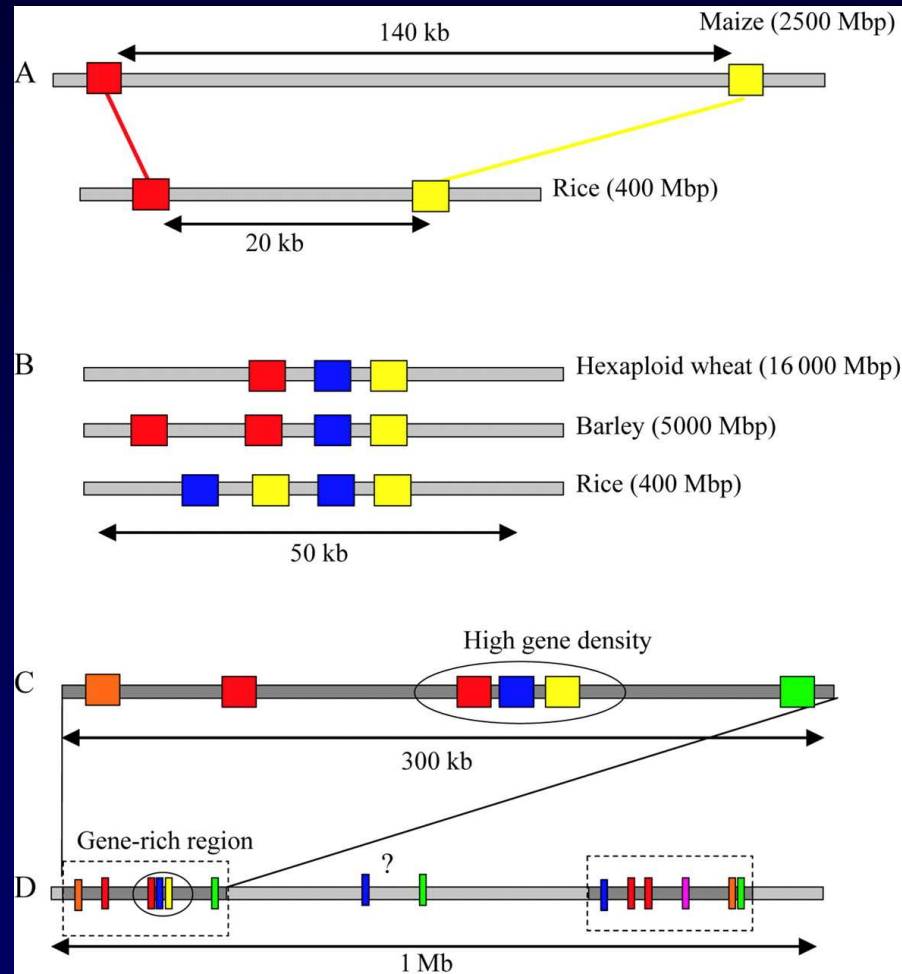 Maize (2500 Mbp)
140 kb
A
Rice (400 Mbp)
20 kb
B
Hexaploid wheat (16 000 Mbp)
Barley (5000 Mbp)
Rice (400 Mbp)
50 kb
High gene density
C
300 kb
Gene-rich region
?
D
1 Mb